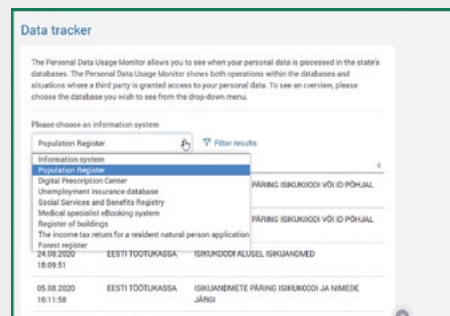 Data tracker
The Personal Data Usage Monitor allows you to see when your personal data is processed in the state's
databases. The Personal Data Usage Monitor shows both operations within the databases and
situations where a third party is granted access to your personal data. To see an overview, please
choose the database you wish to see from the drop-down menu.
Please choose an information system
Population Register
Filter results
Information system
Population Register
Digital Prescription Center
Unemployment insurance database
Social Services and Benefits Registry
Medical specialist eBooking system
Register of buildings
The income tax return for a resident natural person application
Forest register
PÄRING ISIKUKOODI VÕI ID PÕHJAL
PÄRING ISIKUKOODI VÕI ID PÕHJAL
24.08.2020 EESTI TÖÖTUKASSA ISIKUKOODI ALUSEL ISIKUANDMED
18:09:51
05.08.2020 EESTI TÖÖTUKASSA ISIKUANDMETE PÄRING ISIKUKOODI JA NIMEDE
16:11:58 JÄRGI